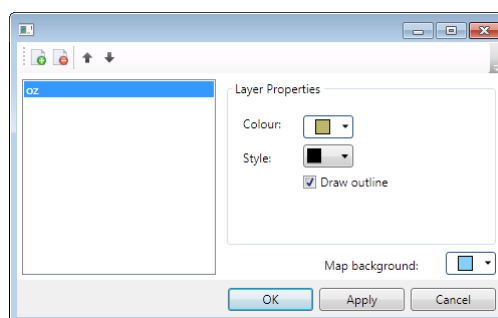 oz
Layer Properties
Colour:
Style:
Draw outline
Map background:
OK
Apply
Cancel